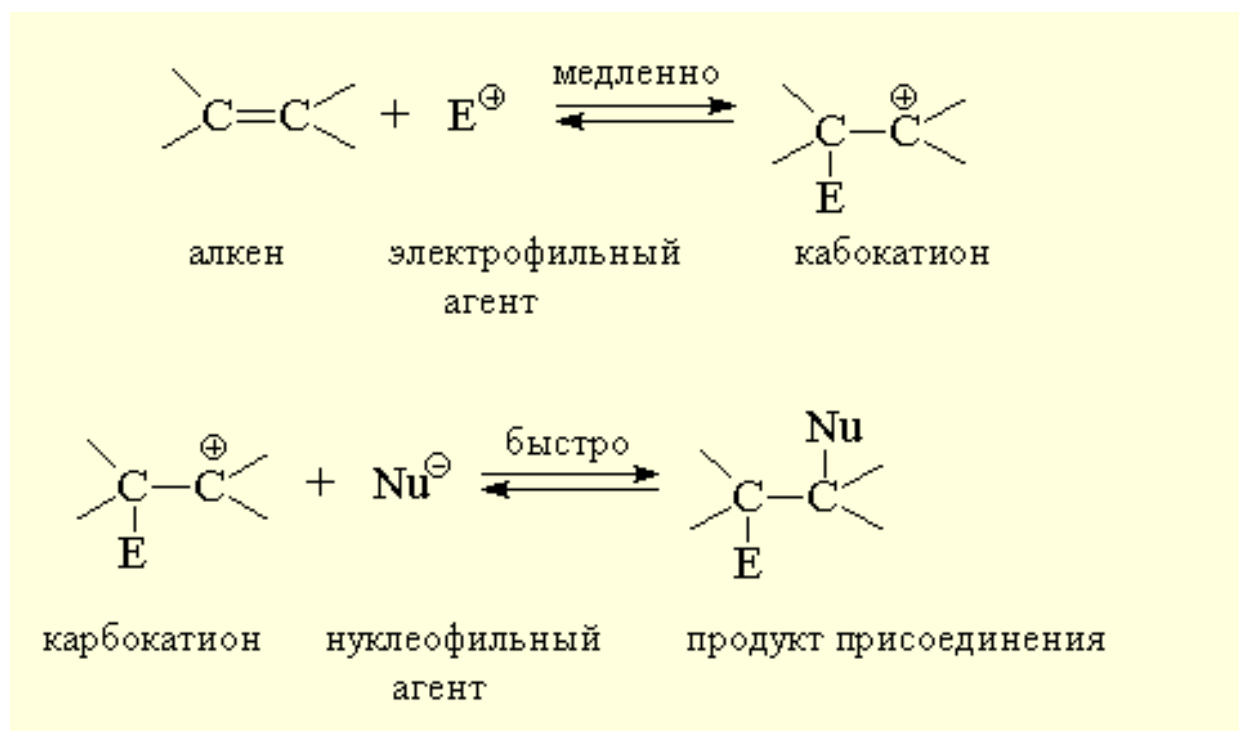 медленно
C=C + E⊕ ⇄ C—C⊕
E
алкен электрофильный кабокатион
агент
Nu
быстро
C—C⊕ + Nu⊖ ⇄ C—C
E E
карбокатион нуклеофильный продукт присоединения
агент